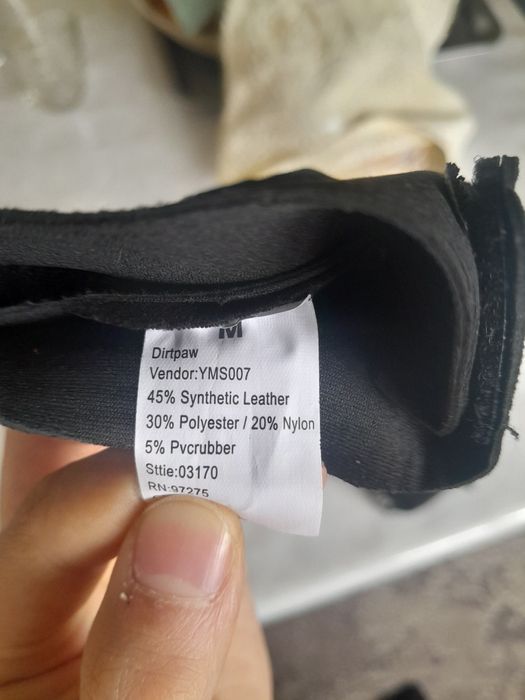 M
Dirtpaw
Vendor:YMS007
45% Synthetic Leather
30% Polyester / 20% Nylon
5% Pvcrubber
Sttie:03170
RN:97275